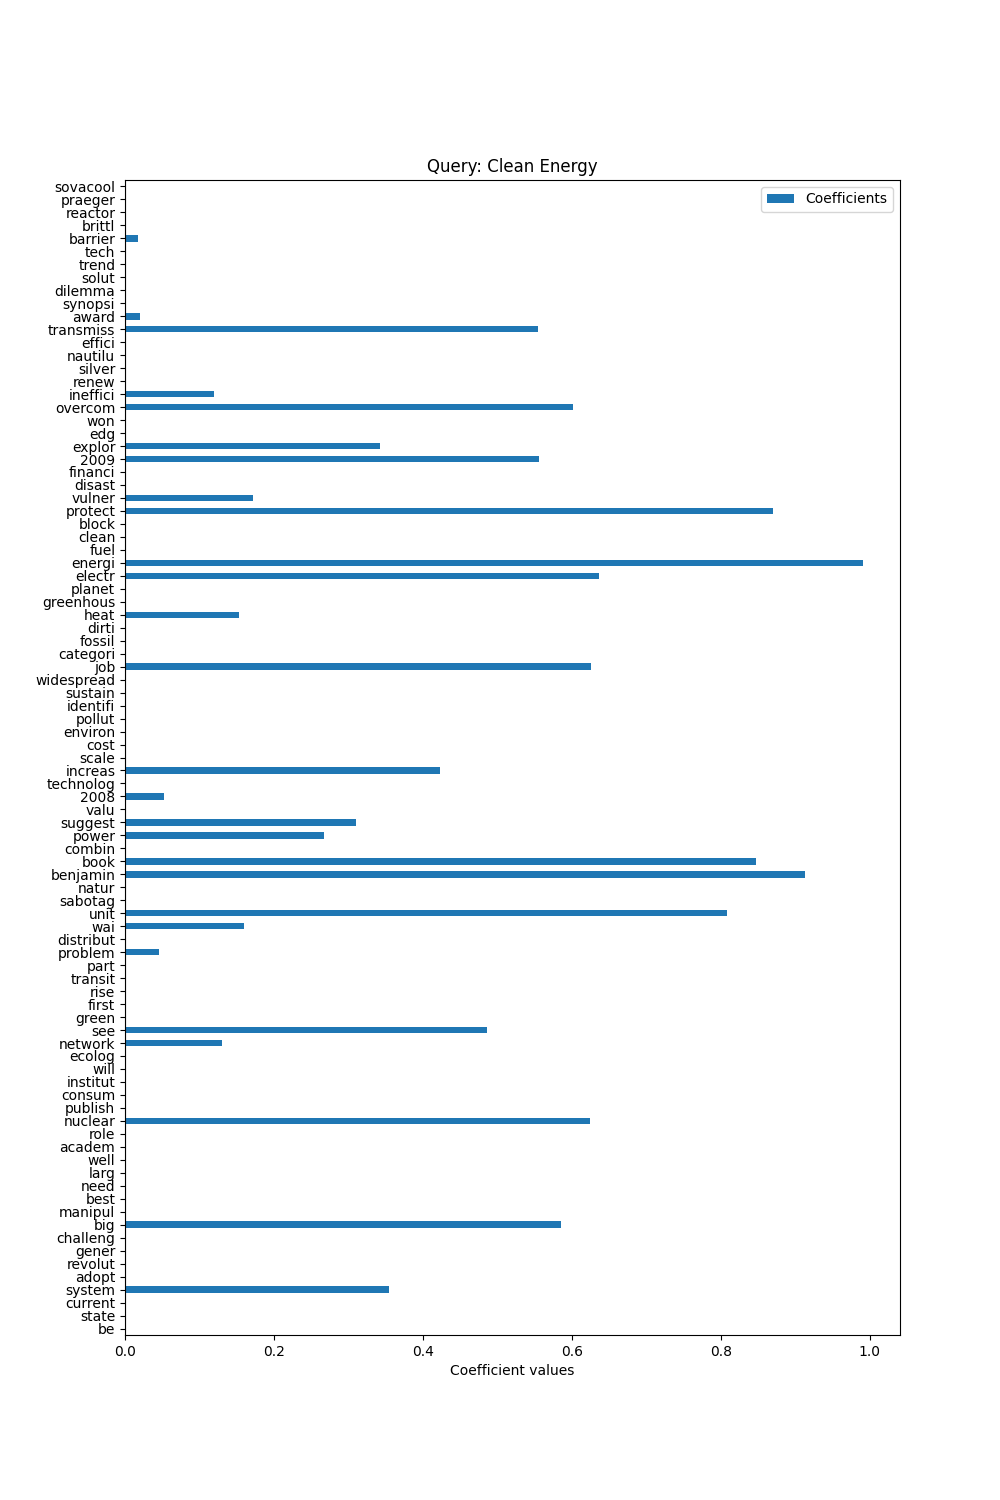 Query: Clean Energy
Coefficients
sovacool
praeger
reactor
brittl
barrier
tech
trend
solut
dilemma
synopsi
award
transmiss
effici
nautilu
silver
renew
ineffici
overcom
won
edg
explor
2009
financi
disast
vulner
protect
block
clean
fuel
energi
electr
planet
greenhous
heat
dirti
fossil
categori
job
widespread
sustain
identifi
pollut
environ
cost
scale
increas
technolog
2008
valu
suggest
power
combin
book
benjamin
natur
sabotag
unit
wai
distribut
problem
part
transit
rise
first
green
see
network
ecolog
will
institut
consum
publish
nuclear
role
academ
well
larg
need
best
manipul
big
challeng
gener
revolut
adopt
system
current
state
be
0.0 0.2 0.4 0.6 0.8 1.0
Coefficient values